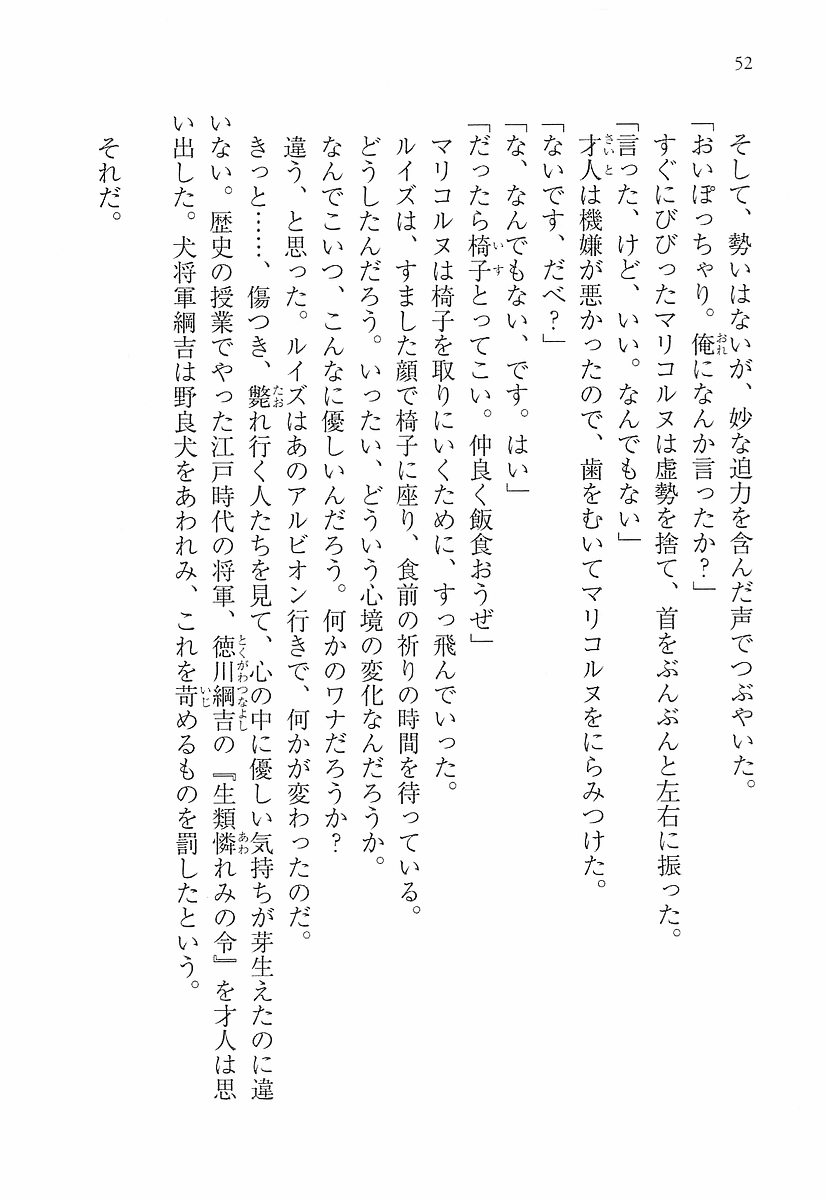 52
そして、勢いはないが、妙な迫力を含んだ声でつぶやいた。
「おいぽっちゃり。俺になんか言ったか？」
すぐにびびったマリコルヌは虚勢を捨て、首をぶんぶんと左右に振った。
「言った、けど、いい。なんでもない」
才人は機嫌が悪かったので、歯をむいてマリコルヌをにらみつけた。
「ないです、だべ？」
「な、なんでもない、です。はい」
「だったら椅子とってこい。仲良く飯食おうぜ」
マリコルヌは椅子を取りにいくために、すっ飛んでいった。
ルイズは、すました顔で椅子に座り、食前の祈りの時間を待っている。
どうしたんだろう。いったい、どういう心境の変化なんだろうか。
なんでこいつ、こんなに優しいんだろう。何かのワナだろうか？
違う、と思った。ルイズはあのアルビオン行きで、何かが変わったのだ。
きっと……、傷つき、斃れ行く人たちを見て、心の中に優しい気持ちが芽生えたのに違
いない。歴史の授業でやった江戸時代の将軍、徳川綱吉の『生類憐れみの令』を才人は思
い出した。犬将軍綱吉は野良犬をあわれみ、これを苛めるものを罰したという。
それだ。